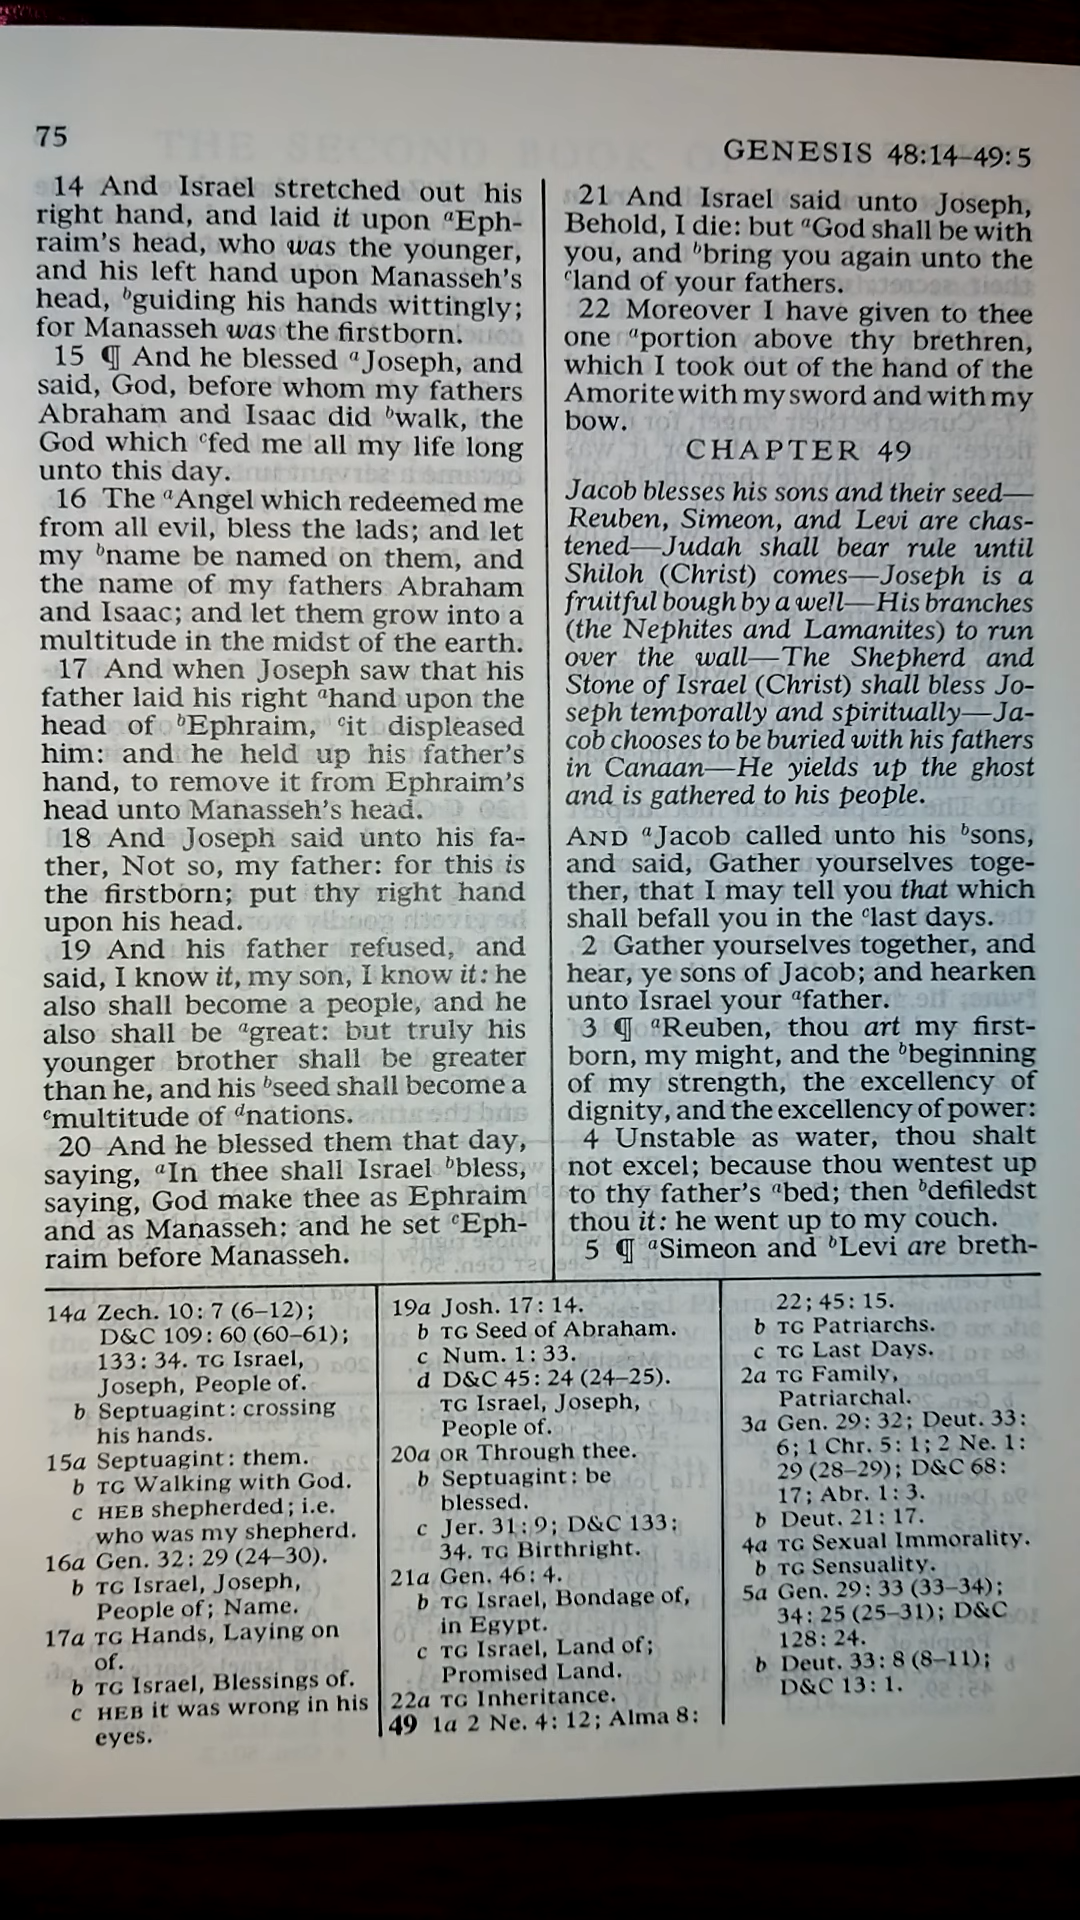 75
GENESIS 48:14–49:5
14 And Israel stretched out his
right hand, and laid it upon aEph-
raim's head, who was the younger,
and his left hand upon Manasseh's
head, bguiding his hands wittingly;
for Manasseh was the firstborn.
15 ¶ And he blessed aJoseph, and
said, God, before whom my fathers
Abraham and Isaac did bwalk, the
God which cfed me all my life long
unto this day.
16 The aAngel which redeemed me
from all evil, bless the lads; and let
my bname be named on them, and
the name of my fathers Abraham
and Isaac; and let them grow into a
multitude in the midst of the earth.
17 And when Joseph saw that his
father laid his right ahand upon the
head of bEphraim, cit displeased
him: and he held up his father's
hand, to remove it from Ephraim's
head unto Manasseh's head.
18 And Joseph said unto his fa-
ther, Not so, my father: for this is
the firstborn; put thy right hand
upon his head.
19 And his father refused, and
said, I know it, my son, I know it: he
also shall become a people, and he
also shall be agreat: but truly his
younger brother shall be greater
than he, and his bseed shall become a
cmultitude of dnations.
20 And he blessed them that day,
saying, aIn thee shall Israel bbless,
saying, God make thee as Ephraim
and as Manasseh: and he set cEph-
raim before Manasseh.
21 And Israel said unto Joseph,
Behold, I die: but aGod shall be with
you, and bbring you again unto the
cland of your fathers.
22 Moreover I have given to thee
one aportion above thy brethren,
which I took out of the hand of the
Amorite with my sword and with my
bow.
CHAPTER 49
Jacob blesses his sons and their seed—
Reuben, Simeon, and Levi are chas-
tened—Judah shall bear rule until
Shiloh (Christ) comes—Joseph is a
fruitful bough by a well—His branches
(the Nephites and Lamanites) to run
over the wall—The Shepherd and
Stone of Israel (Christ) shall bless Jo-
seph temporally and spiritually—Ja-
cob chooses to be buried with his fathers
in Canaan—He yields up the ghost
and is gathered to his people.
AND aJacob called unto his bsons,
and said, Gather yourselves toge-
ther, that I may tell you that which
shall befall you in the clast days.
2 Gather yourselves together, and
hear, ye sons of Jacob; and hearken
unto Israel your afather.
3 ¶ aReuben, thou art my first-
born, my might, and the bbeginning
of my strength, the excellency of
dignity, and the excellency of power:
4 Unstable as water, thou shalt
not excel; because thou wentest up
to thy father's abed; then bdefiledst
thou it: he went up to my couch.
5 ¶ aSimeon and bLevi are breth-
14a Zech. 10: 7 (6–12);
D&C 109: 60 (60–61);
133: 34. TG Israel,
Joseph, People of.
b Septuagint: crossing
his hands.
15a Septuagint: them.
b TG Walking with God.
c HEB shepherded; i.e.
who was my shepherd.
16a Gen. 32: 29 (24–30).
b TG Israel, Joseph,
People of; Name.
17a TG Hands, Laying on
of.
b TG Israel, Blessings of.
c HEB it was wrong in his
eyes.
19a Josh. 17: 14.
b TG Seed of Abraham.
c Num. 1: 33.
d D&C 45: 24 (24–25).
TG Israel, Joseph,
People of.
20a OR Through thee.
b Septuagint: be
blessed.
c Jer. 31: 9; D&C 133:
34. TG Birthright.
21a Gen. 46: 4.
b TG Israel, Bondage of,
in Egypt.
c TG Israel, Land of;
Promised Land.
22a TG Inheritance.
49 1a 2 Ne. 4: 12; Alma 8:
22; 45: 15.
b TG Patriarchs.
c TG Last Days.
2a TG Family,
Patriarchal.
3a Gen. 29: 32; Deut. 33:
6; 1 Chr. 5: 1; 2 Ne. 1:
29 (28–29); D&C 68:
17; Abr. 1: 3.
b Deut. 21: 17.
4a TG Sexual Immorality.
b TG Sensuality.
5a Gen. 29: 33 (33–34);
34: 25 (25–31); D&C
128: 24.
b Deut. 33: 8 (8–11);
D&C 13: 1.